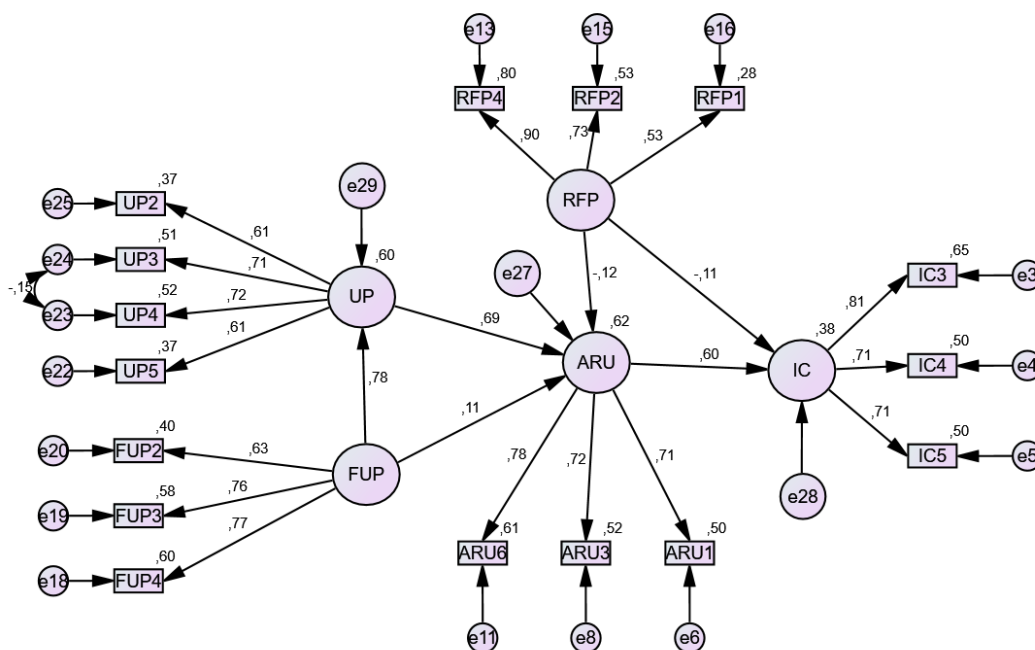 e13
e15
e16
,80
,53
,28
RFP4
RFP2
RFP1
,90
,73
,53
RFP
e29
e25
,37
UP2
,61
e24
,51
UP3
,71
-,15
e23
,52
UP4
,72
e22
,37
UP5
,61
,60
UP
e27
-,12
-,11
,69
,62
ARU
,60
,65
IC3
e3
,81
,38
IC
,50
IC4
e4
,71
,50
IC5
e5
,71
e28
,78
,11
FUP
e20
,40
FUP2
,63
e19
,58
FUP3
,76
e18
,60
FUP4
,77
,78
,72
,71
,61
,52
,50
ARU6
ARU3
ARU1
e11
e8
e6